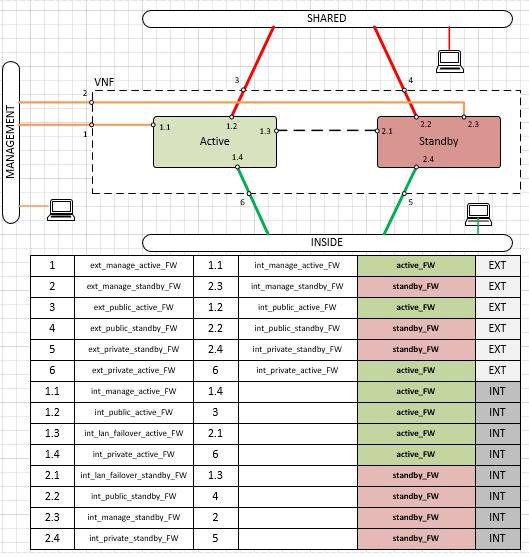 SHARED
3
4
VNF
2
1
MANAGEMENT
1.1
1.2
1.3
Active
1.4
2.1
2.2
2.3
Standby
2.4
6
5
INSIDE
1 ext_manage_active_FW 1.1 int_manage_active_FW active_FW EXT
2 ext_manage_standby_FW 2.3 int_manage_standby_FW standby_FW EXT
3 ext_public_active_FW 1.2 int_public_active_FW active_FW EXT
4 ext_public_standby_FW 2.2 int_public_standby_FW standby_FW EXT
5 ext_private_standby_FW 2.4 int_private_standby_FW standby_FW EXT
6 ext_private_active_FW 6 int_private_active_FW active_FW EXT
1.1 int_manage_active_FW 1.4 active_FW INT
1.2 int_public_active_FW 3 active_FW INT
1.3 int_lan_failover_active_FW 2.1 active_FW INT
1.4 int_private_active_FW 6 active_FW INT
2.1 int_lan_failover_standby_FW 1.3 standby_FW INT
2.2 int_public_standby_FW 4 standby_FW INT
2.3 int_manage_standby_FW 2 standby_FW INT
2.4 int_private_standby_FW 5 standby_FW INT